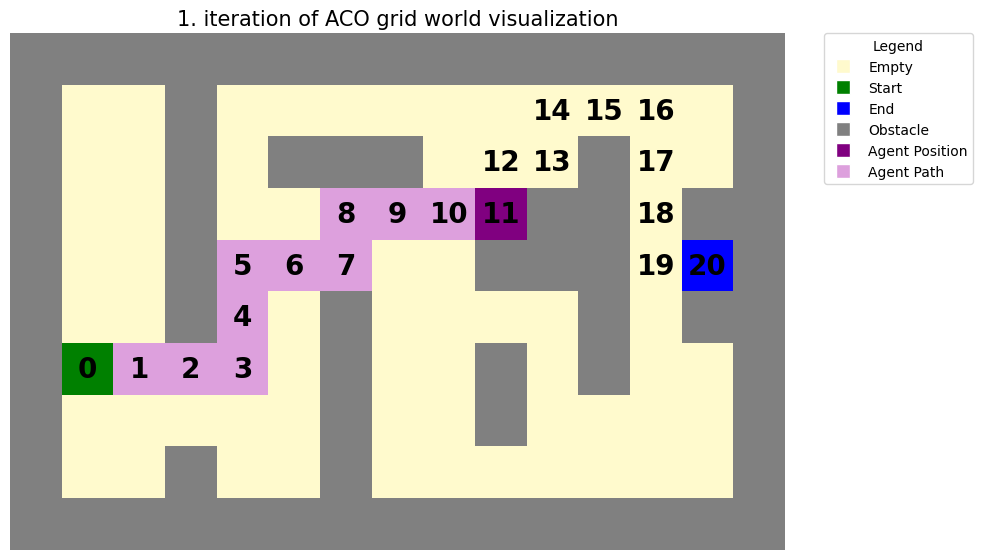 1. iteration of ACO grid world visualization
Legend
Empty
Start
End
Obstacle
Agent Position
Agent Path
14 15 16
12 13 17
8 9 10 11 18
5 6 7 19 20
4
0 1 2 3